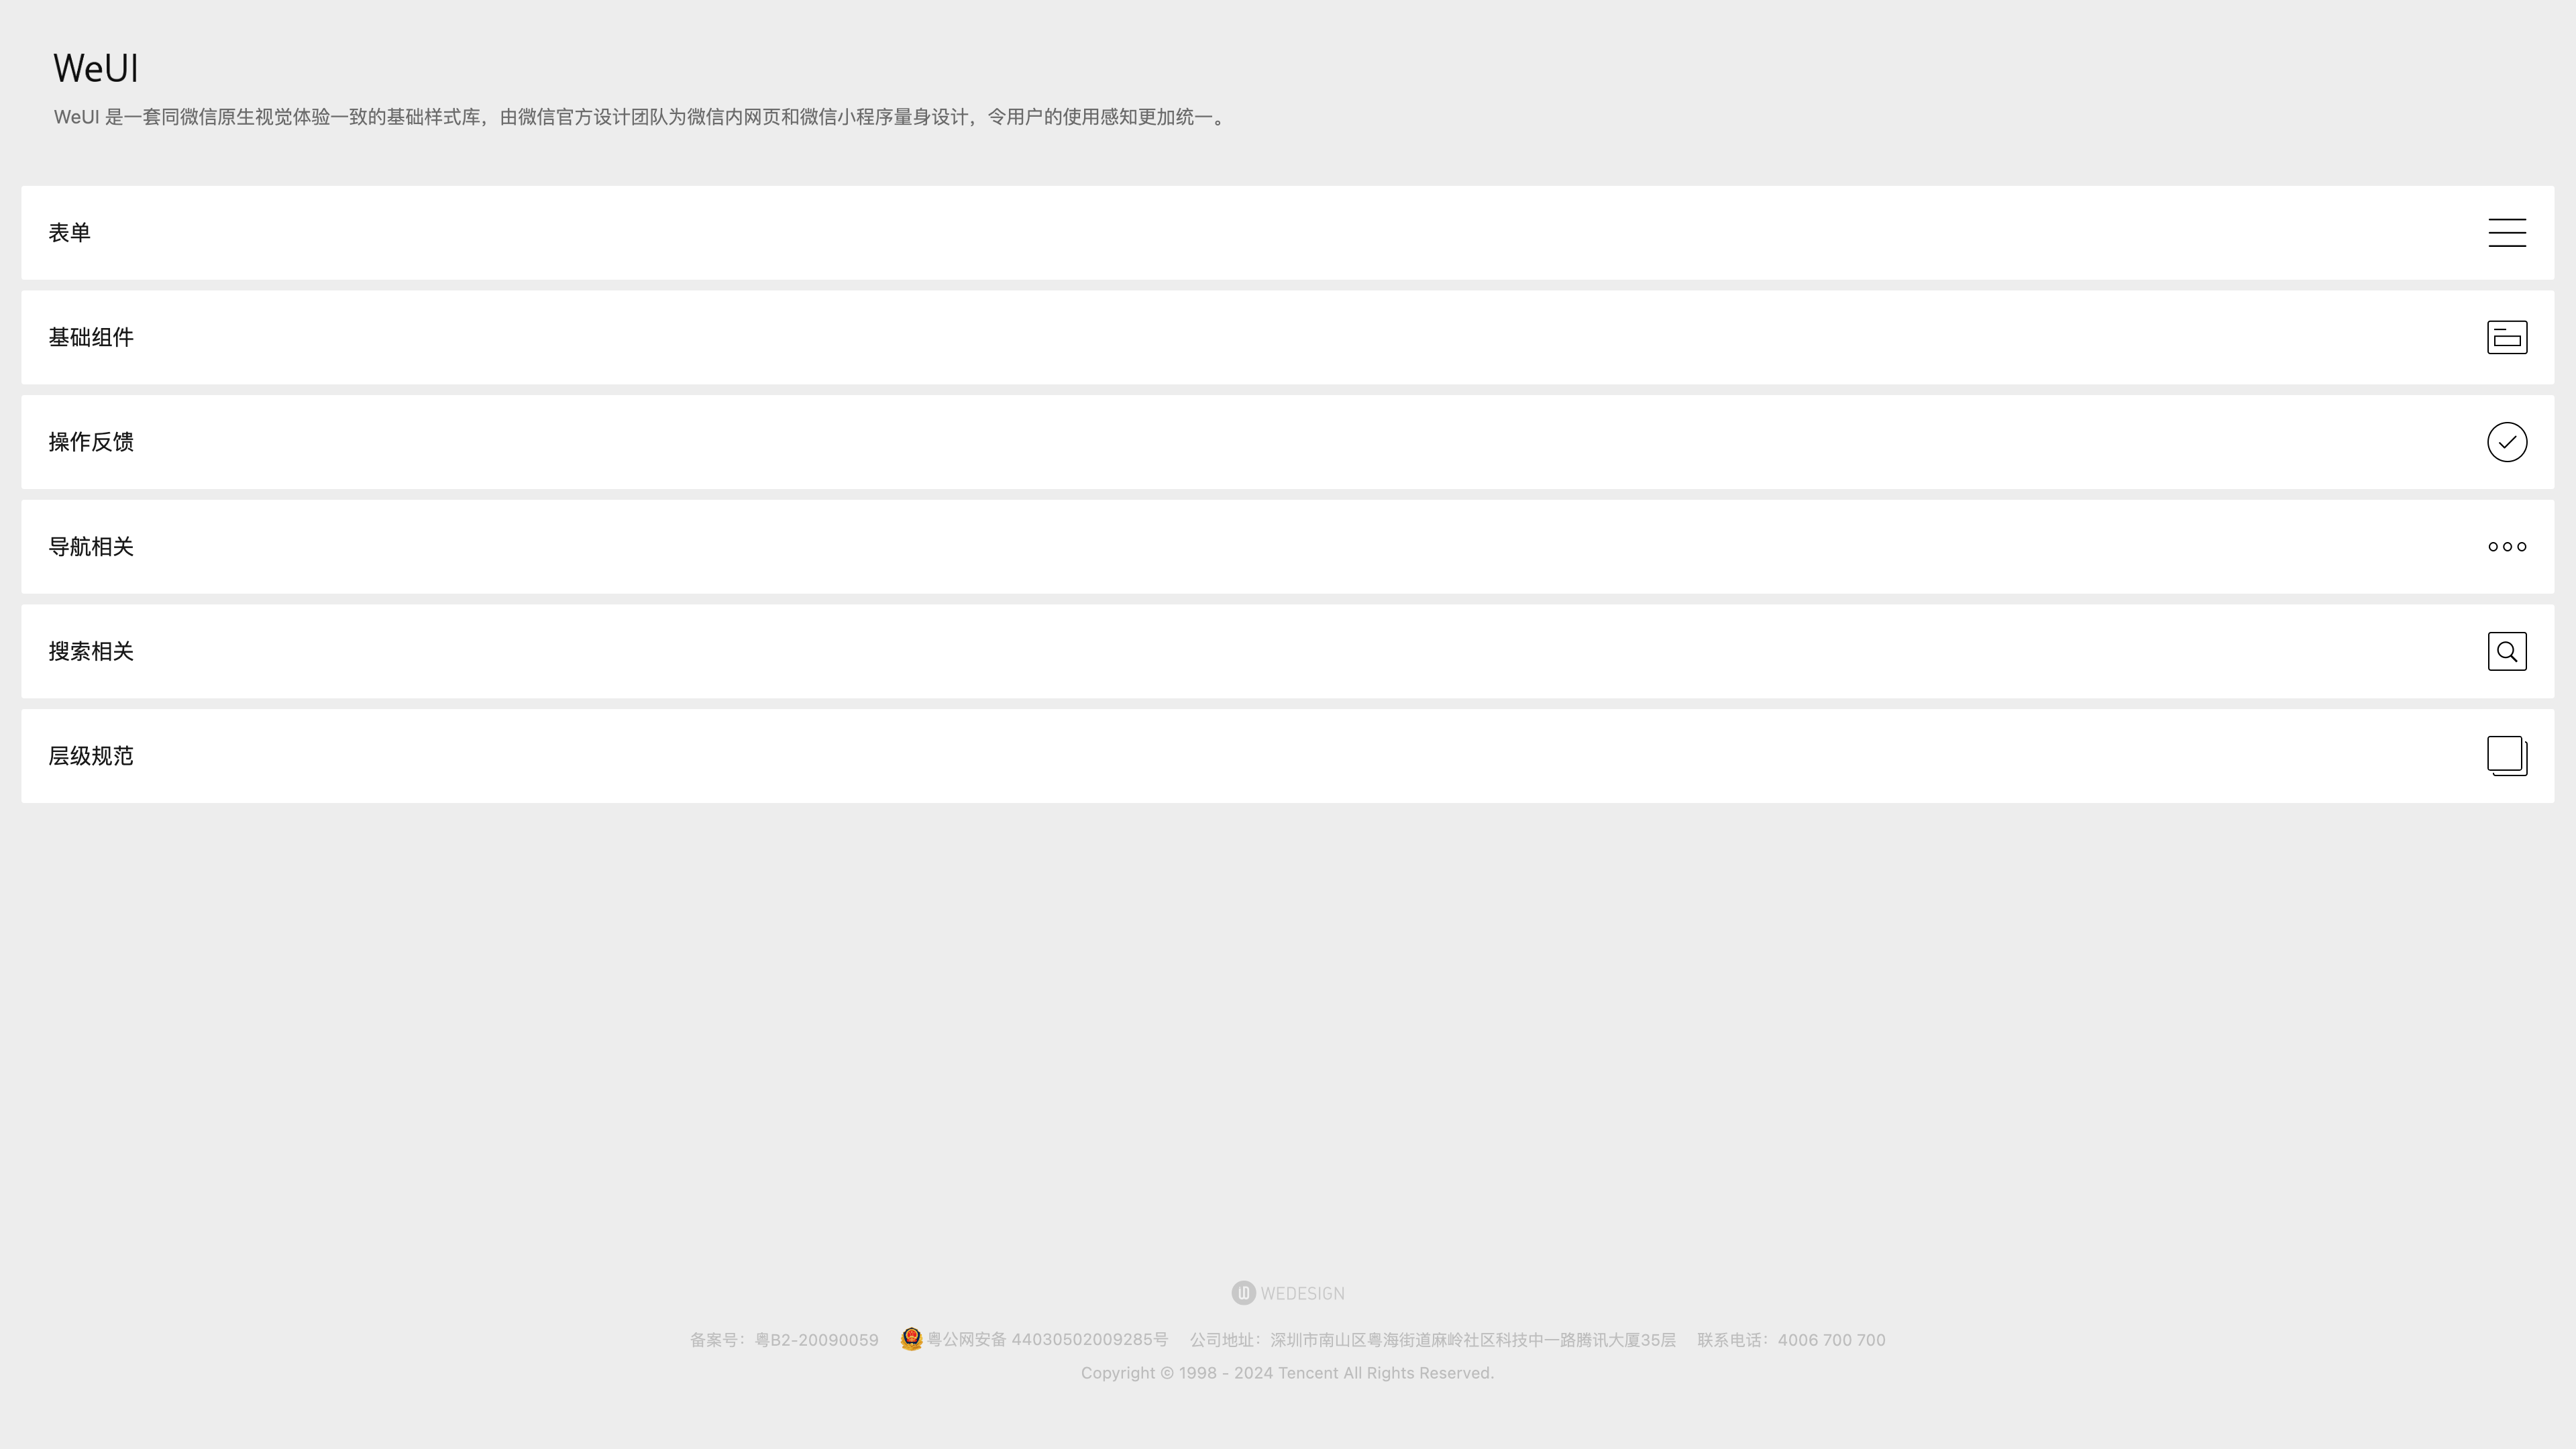 WeUI
WeUI 是一套同微信原生视觉体验一致的基础样式库，由微信官方设计团队为微信内网页和微信小程序量身设计，令用户的使用感知更加统一。
表单
基础组件
操作反馈
导航相关
搜索相关
层级规范
WEDESIGN
备案号：粤B2-20090059 粤公网安备 44030502009285号 公司地址：深圳市南山区粤海街道麻岭社区科技中一路腾讯大厦35层 联系电话：4006 700 700
Copyright © 1998 - 2024 Tencent All Rights Reserved.